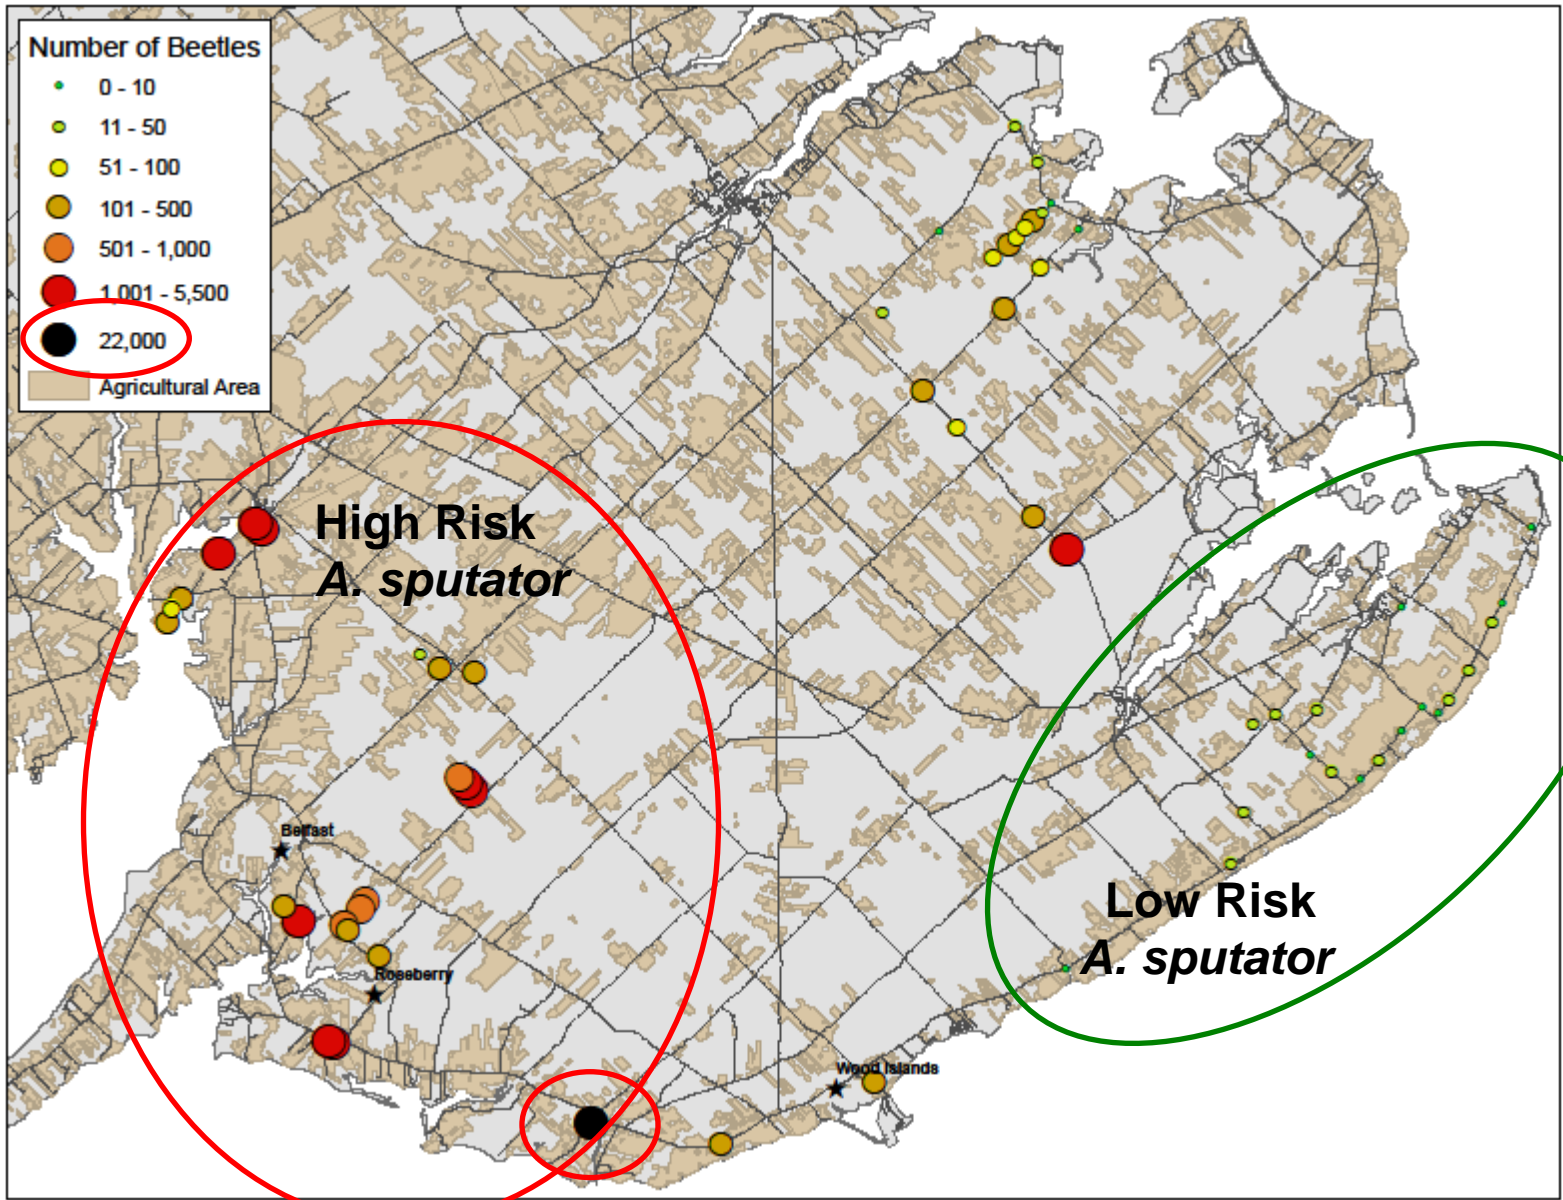 Number of Beetles
0 - 10
11 - 50
51 - 100
101 - 500
501 - 1,000
1,001 - 5,500
22,000
Agricultural Area
High Risk
A. sputator
Belfast
Roseberry
Low Risk
A. sputator
Wood Islands